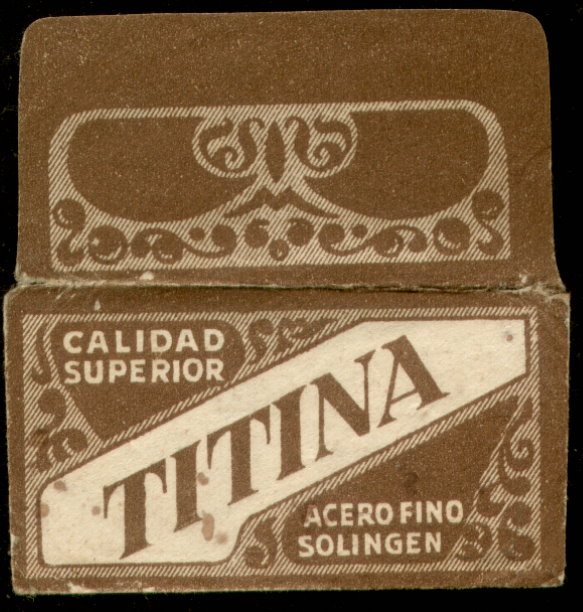 CALIDAD
SUPERIOR
TITINA
ACERO FINO
SOLINGEN